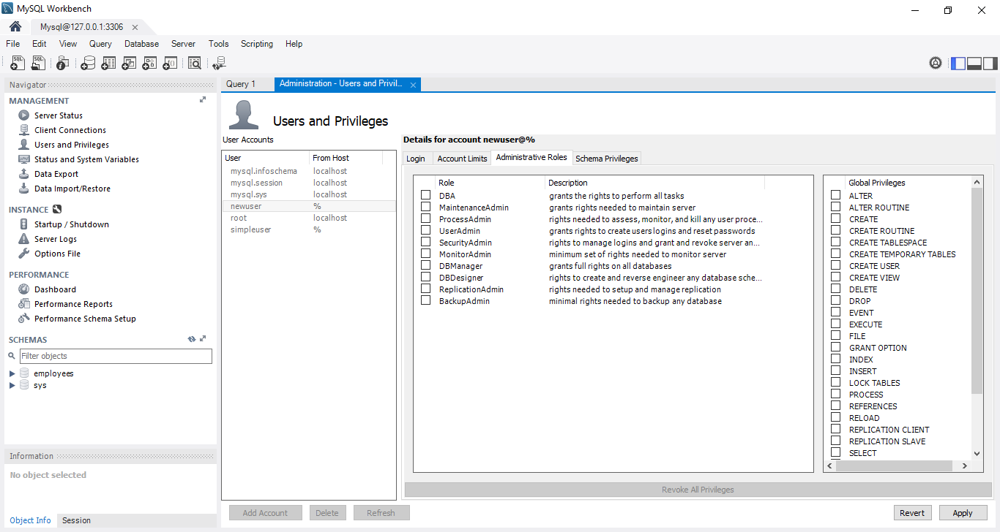 MySQL Workbench
Mysql@127.0.0.1:3306
File Edit View Query Database Server Tools Scripting Help
SQL SQL
Navigator
MANAGEMENT
Server Status
Client Connections
Users and Privileges
Status and System Variables
Data Export
Data Import/Restore
INSTANCE
Startup / Shutdown
Server Logs
Options File
PERFORMANCE
Dashboard
Performance Reports
Performance Schema Setup
SCHEMAS
Filter objects
employees
sys
Information
No object selected
Object Info Session
Query 1 Administration - Users and Privil...
Users and Privileges
User Accounts
User From Host
mysql.infoschema localhost
mysql.session localhost
mysql.sys localhost
newuser %
root localhost
simpleuser %
Add Account Delete Refresh
Details for account newuser@%
Login Account Limits Administrative Roles Schema Privileges
Role Description
DBA grants the rights to perform all tasks
MaintenanceAdmin grants rights needed to maintain server
ProcessAdmin rights needed to assess, monitor, and kill any user proce...
UserAdmin grants rights to create users logins and reset passwords
SecurityAdmin rights to manage logins and grant and revoke server an...
MonitorAdmin minimum set of rights needed to monitor server
DBManager grants full rights on all databases
DBDesigner rights to create and reverse engineer any database sche...
ReplicationAdmin rights needed to setup and manage replication
BackupAdmin minimal rights needed to backup any database
Global Privileges
ALTER
ALTER ROUTINE
CREATE
CREATE ROUTINE
CREATE TABLESPACE
CREATE TEMPORARY TABLES
CREATE USER
CREATE VIEW
DELETE
DROP
EVENT
EXECUTE
FILE
GRANT OPTION
INDEX
INSERT
LOCK TABLES
PROCESS
REFERENCES
RELOAD
REPLICATION CLIENT
REPLICATION SLAVE
SELECT
Revoke All Privileges
Revert Apply